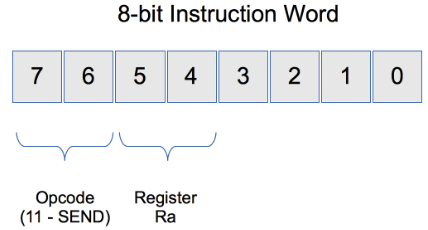 8-bit Instruction Word
7 6 5 4 3 2 1 0
Opcode Register
(11 - SEND) Ra